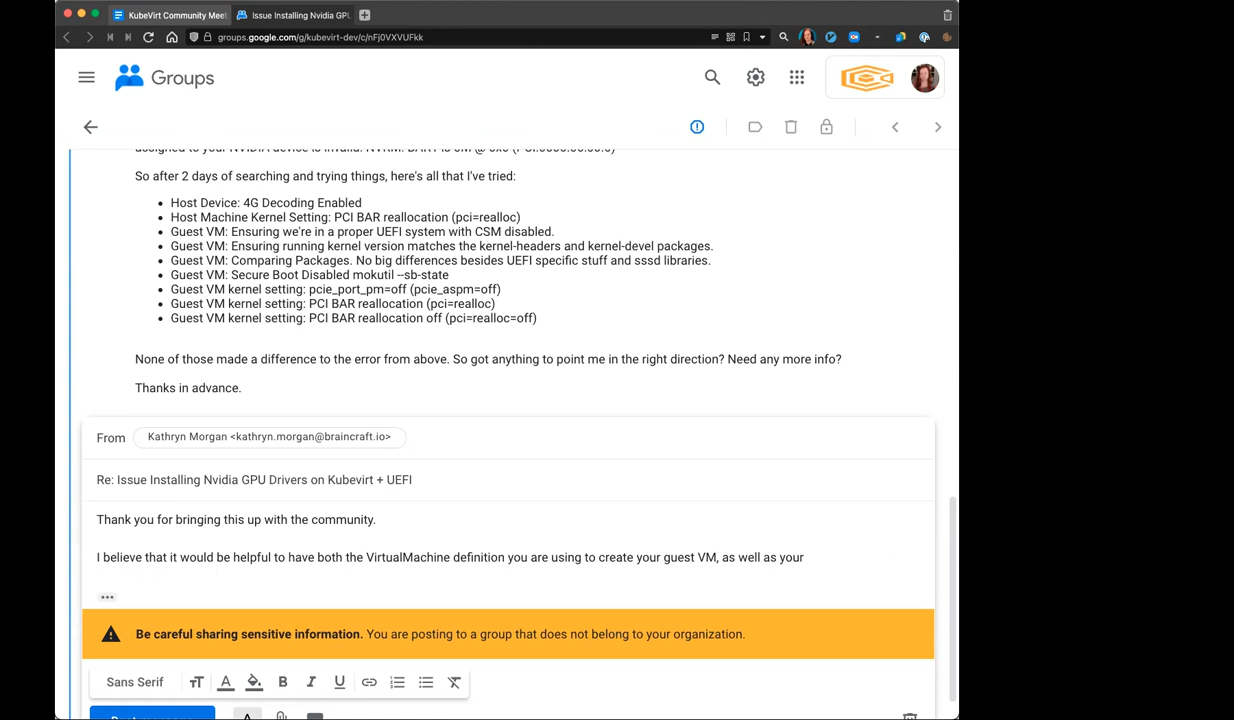 KubeVirt Community Meet
Issue Installing Nvidia GPU
groups.google.com/g/kubevirt-dev/c/nFj0VXVUFkk
Groups
So after 2 days of searching and trying things, here's all that I've tried:
Host Device: 4G Decoding Enabled
Host Machine Kernel Setting: PCI BAR reallocation (pci=realloc)
Guest VM: Ensuring we're in a proper UEFI system with CSM disabled.
Guest VM: Ensuring running kernel version matches the kernel-headers and kernel-devel packages.
Guest VM: Comparing Packages. No big differences besides UEFI specific stuff and sssd libraries.
Guest VM: Secure Boot Disabled mokutil --sb-state
Guest VM kernel setting: pcie_port_pm=off (pcie_aspm=off)
Guest VM kernel setting: PCI BAR reallocation (pci=realloc)
Guest VM kernel setting: PCI BAR reallocation off (pci=realloc=off)
None of those made a difference to the error from above. So got anything to point me in the right direction? Need any more info?
Thanks in advance.
From Kathryn Morgan <kathryn.morgan@braincraft.io>
Re: Issue Installing Nvidia GPU Drivers on Kubevirt + UEFI
Thank you for bringing this up with the community.
I believe that it would be helpful to have both the VirtualMachine definition you are using to create your guest VM, as well as your
Be careful sharing sensitive information. You are posting to a group that does not belong to your organization.
Sans Serif